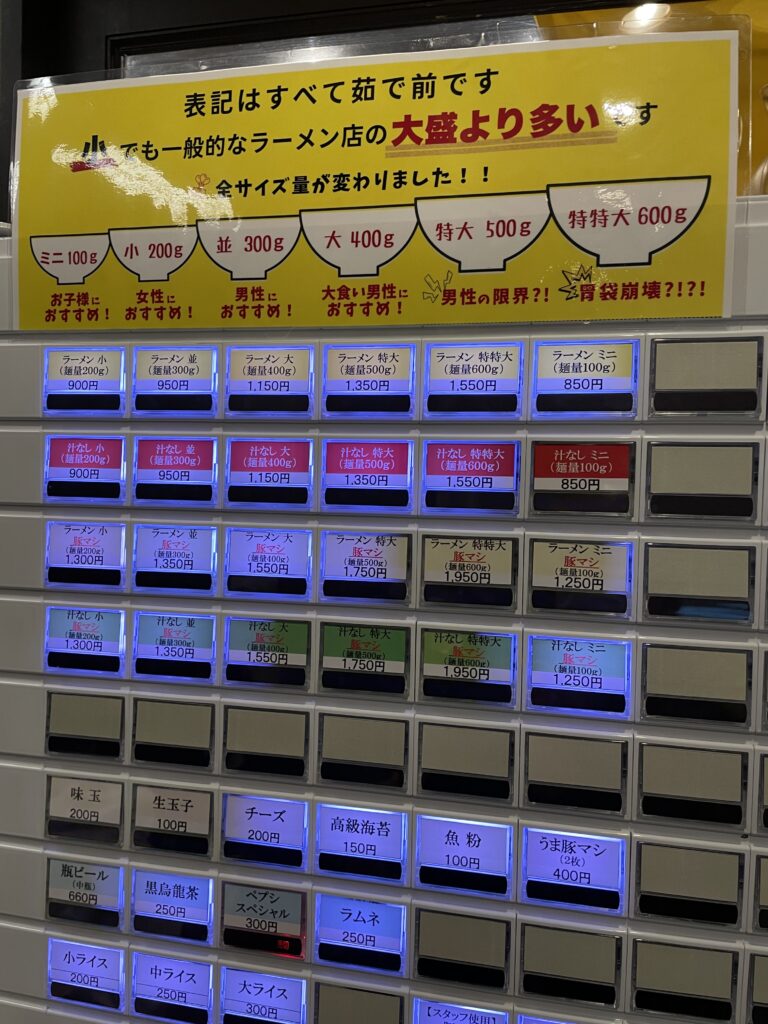 表記はすべて茹で前です
小でも一般的なラーメン店の大盛より多いです
全サイズ量が変わりました！！
ミニ 100g
小 200g
並 300g
大 400g
特大 500g
特特大 600g
お子様に
おすすめ！
女性に
おすすめ！
男性に
おすすめ！
大食い男性に
おすすめ！
男性の限界?!
胃袋崩壊?!?!
ラーメン 小
(麺量200g)
900円
ラーメン 並
(麺量300g)
950円
ラーメン 大
(麺量400g)
1,150円
ラーメン 特大
(麺量500g)
1,350円
ラーメン 特特大
(麺量600g)
1,550円
ラーメン ミニ
(麺量100g)
850円
汁なし 小
(麺量200g)
900円
汁なし 並
(麺量300g)
950円
汁なし 大
(麺量400g)
1,150円
汁なし 特大
(麺量500g)
1,350円
汁なし 特特大
(麺量600g)
1,550円
汁なし ミニ
(麺量100g)
850円
ラーメン 小
豚マシ
(麺量200g)
1,300円
ラーメン 並
豚マシ
(麺量300g)
1,350円
ラーメン 大
豚マシ
(麺量400g)
1,550円
ラーメン 特大
豚マシ
(麺量500g)
1,750円
ラーメン 特特大
豚マシ
(麺量600g)
1,950円
ラーメン ミニ
豚マシ
(麺量100g)
1,250円
汁なし 小
豚マシ
(麺量200g)
1,300円
汁なし 並
豚マシ
(麺量300g)
1,350円
汁なし 大
豚マシ
(麺量400g)
1,550円
汁なし 特大
豚マシ
(麺量500g)
1,750円
汁なし 特特大
豚マシ
(麺量600g)
1,950円
汁なし ミニ
豚マシ
(麺量100g)
1,250円
味 玉
200円
生玉子
100円
チーズ
200円
高級海苔
150円
魚 粉
100円
うま豚マシ
(2枚)
400円
瓶ビール
(中瓶)
660円
黒烏龍茶
250円
ペプシ
スペシャル
300円
ラムネ
250円
小ライス
200円
中ライス
250円
大ライス
300円
【スタッフ使用】